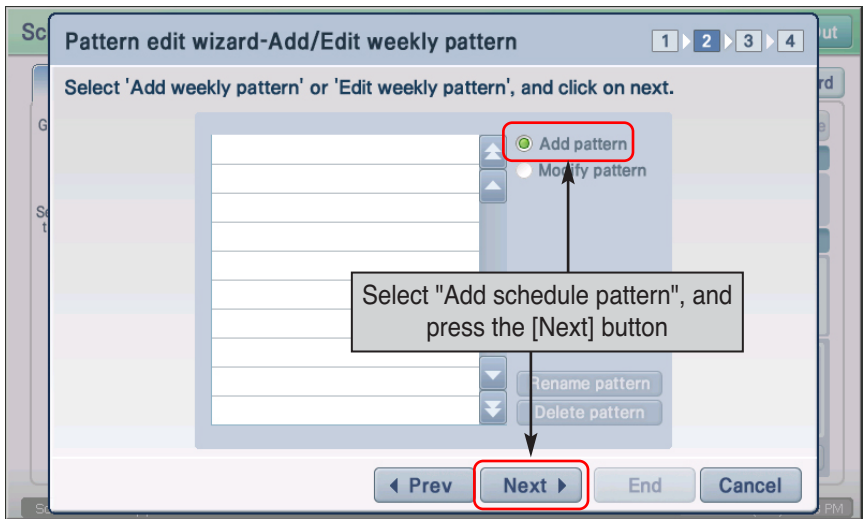 Pattern edit wizard-Add/Edit weekly pattern
1 2 3 4
Select 'Add weekly pattern' or 'Edit weekly pattern', and click on next.
Add pattern
Modify pattern
Select "Add schedule pattern", and
press the [Next] button
Rename pattern
Delete pattern
Prev Next End Cancel
PM